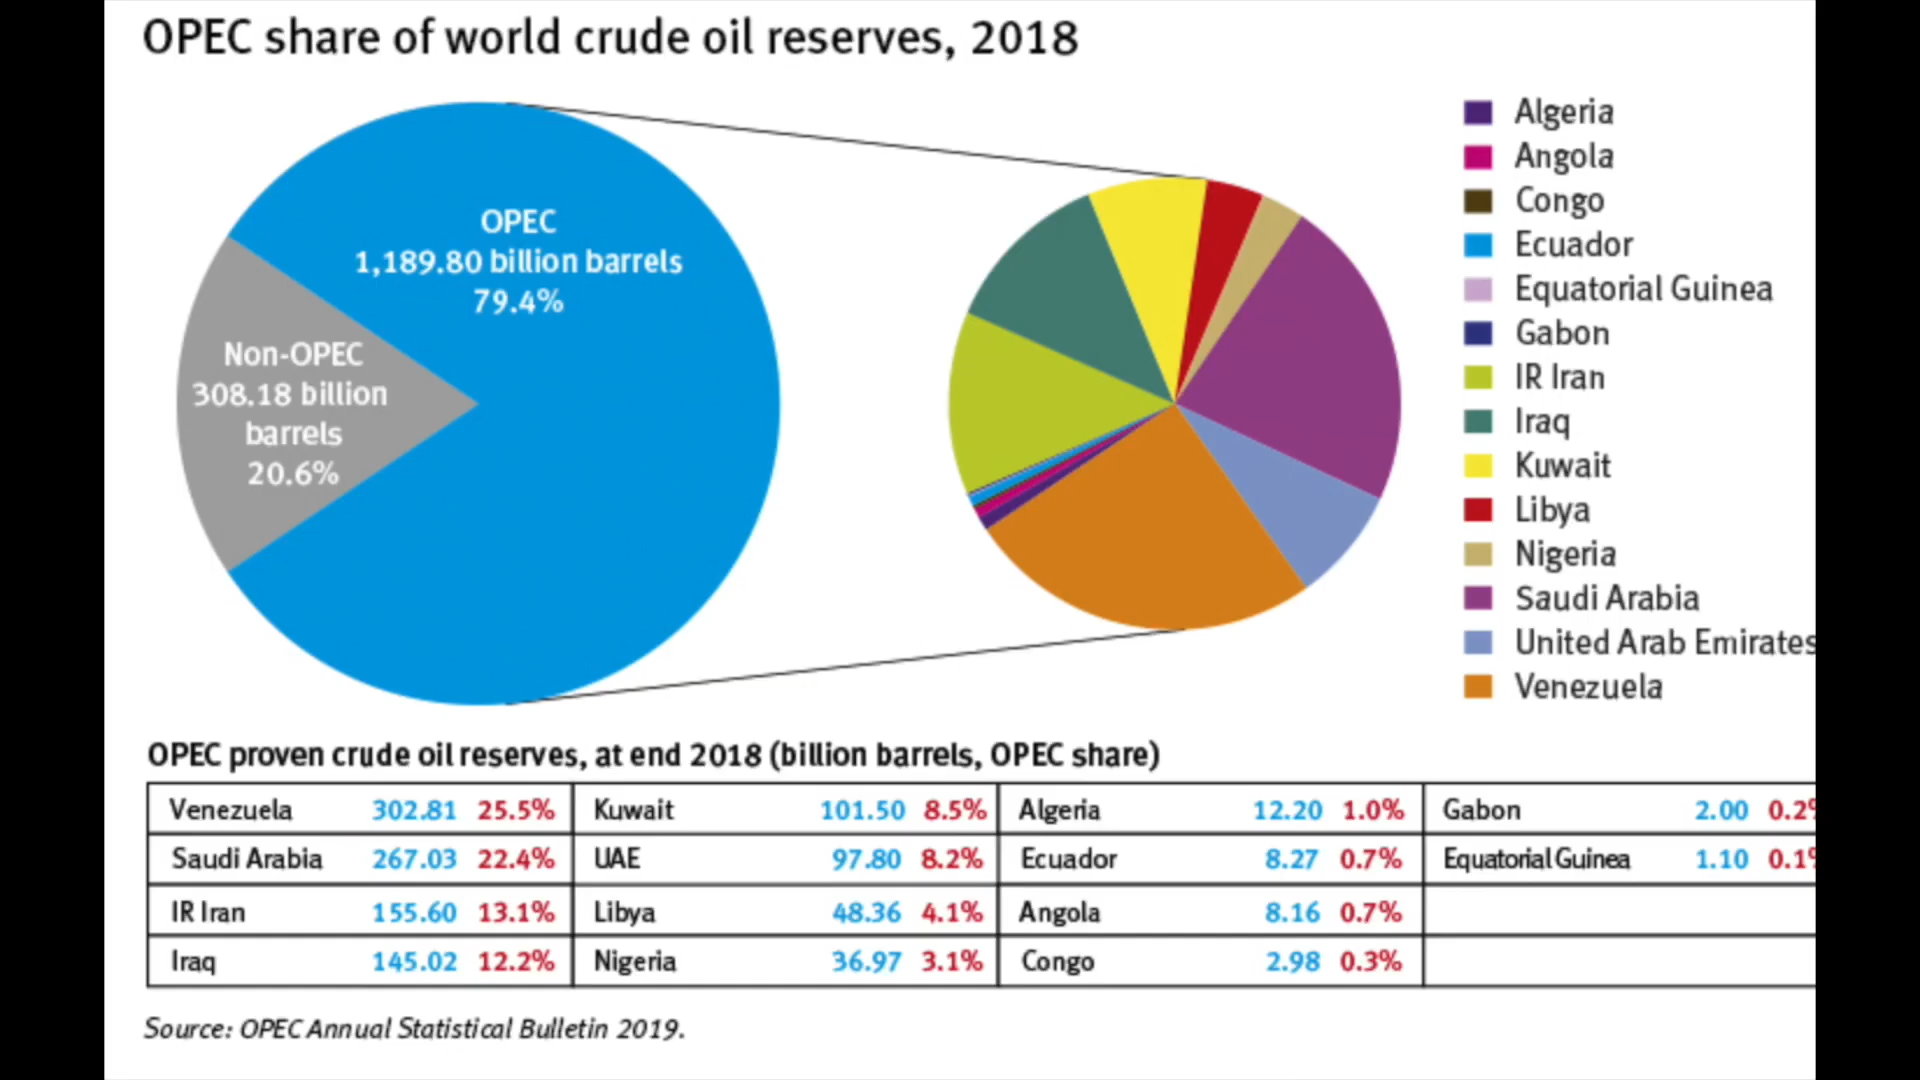 OPEC share of world crude oil reserves, 2018
OPEC
1,189.80 billion barrels
79.4%
Non-OPEC
308.18 billion
barrels
20.6%
Algeria
Angola
Congo
Ecuador
Equatorial Guinea
Gabon
IR Iran
Iraq
Kuwait
Libya
Nigeria
Saudi Arabia
United Arab Emirates
Venezuela
OPEC proven crude oil reserves, at end 2018 (billion barrels, OPEC share)
Venezuela 302.81 25.5% Kuwait 101.50 8.5% Algeria 12.20 1.0% Gabon 2.00 0.2%
Saudi Arabia 267.03 22.4% UAE 97.80 8.2% Ecuador 8.27 0.7% Equatorial Guinea 1.10 0.1%
IR Iran 155.60 13.1% Libya 48.36 4.1% Angola 8.16 0.7%
Iraq 145.02 12.2% Nigeria 36.97 3.1% Congo 2.98 0.3%
Source: OPEC Annual Statistical Bulletin 2019.